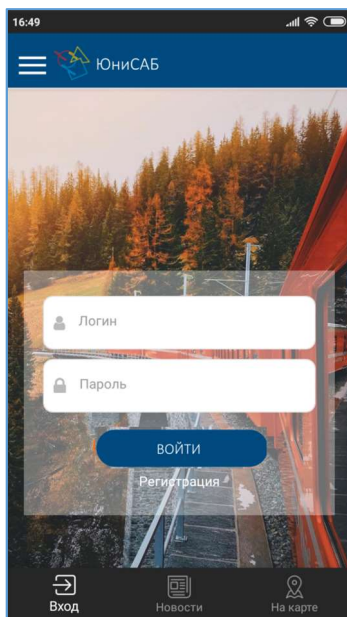 16:49
ЮниСАБ
Логин
Пароль
ВОЙТИ
Регистрация
Вход
Новости
На карте